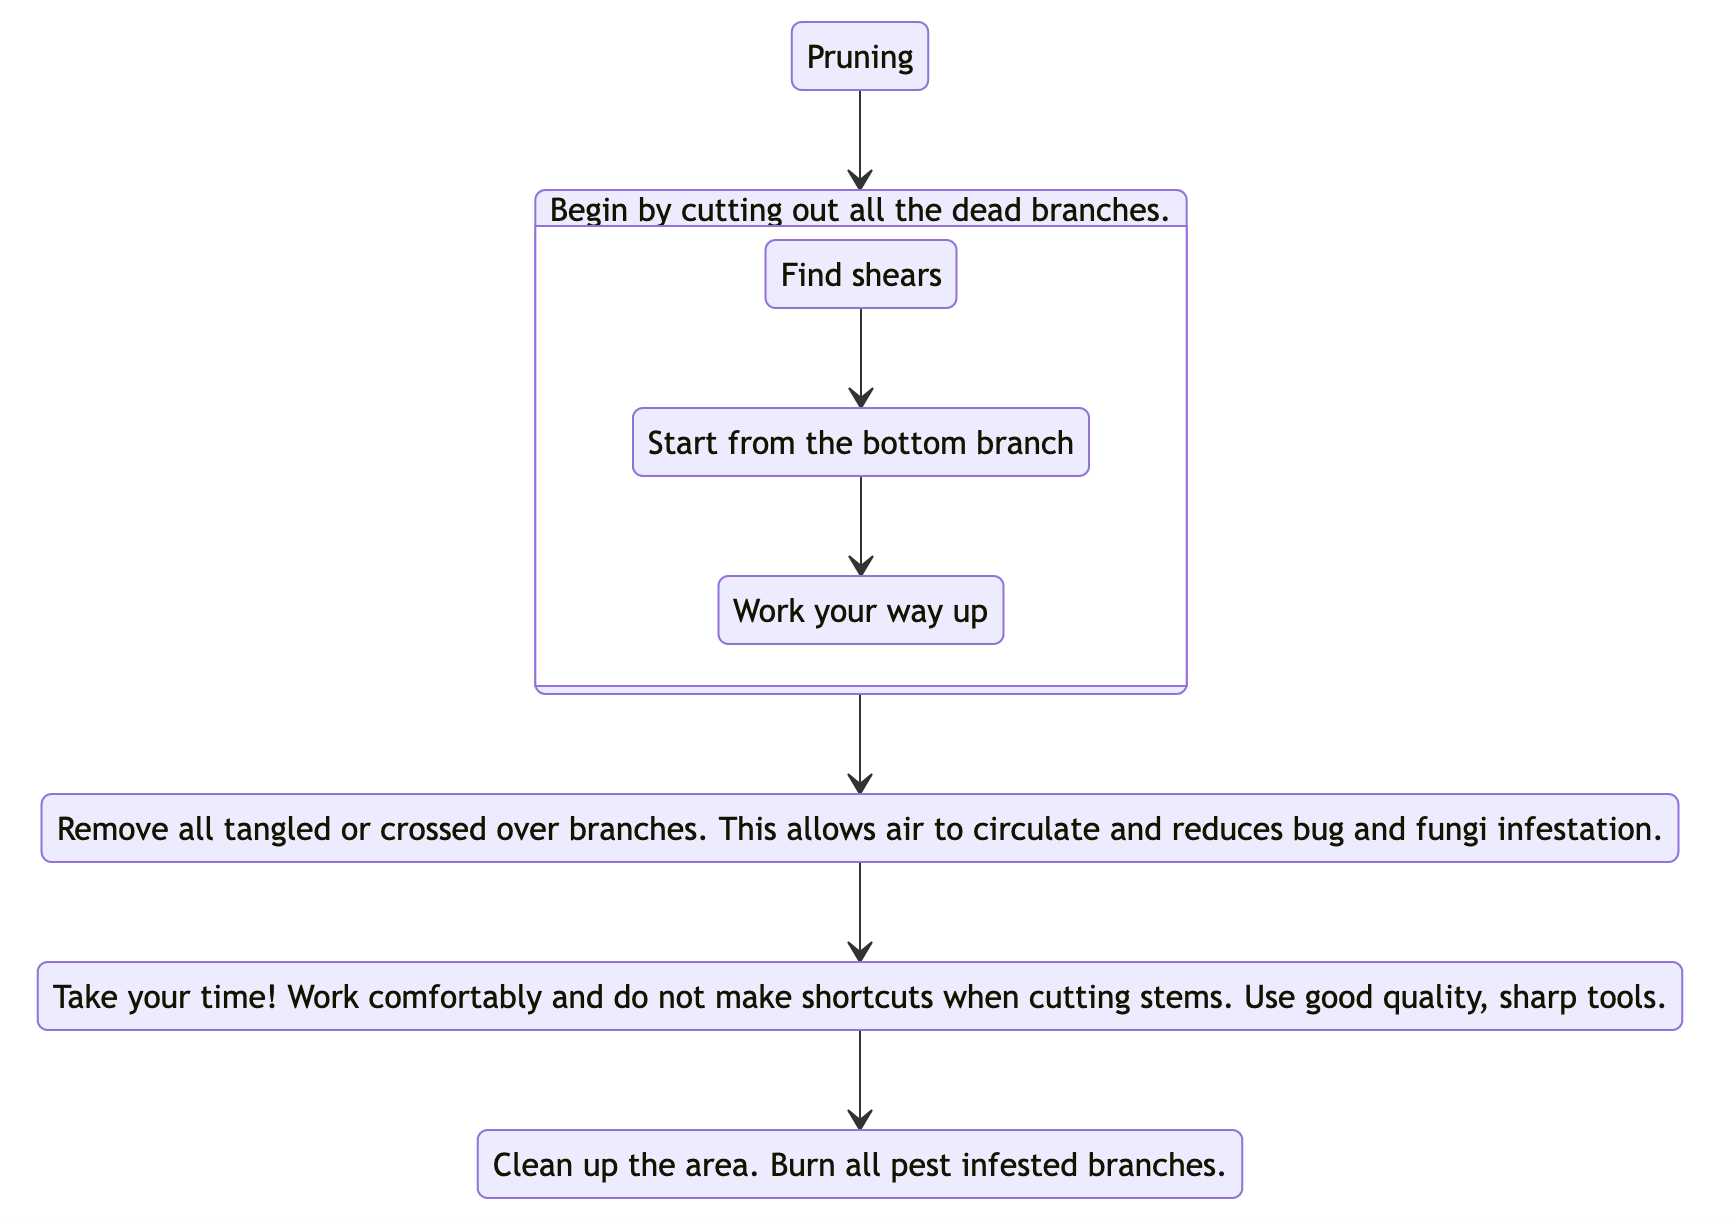 Pruning
Begin by cutting out all the dead branches.
Find shears
Start from the bottom branch
Work your way up
Remove all tangled or crossed over branches. This allows air to circulate and reduces bug and fungi infestation.
Take your time! Work comfortably and do not make shortcuts when cutting stems. Use good quality, sharp tools.
Clean up the area. Burn all pest infested branches.